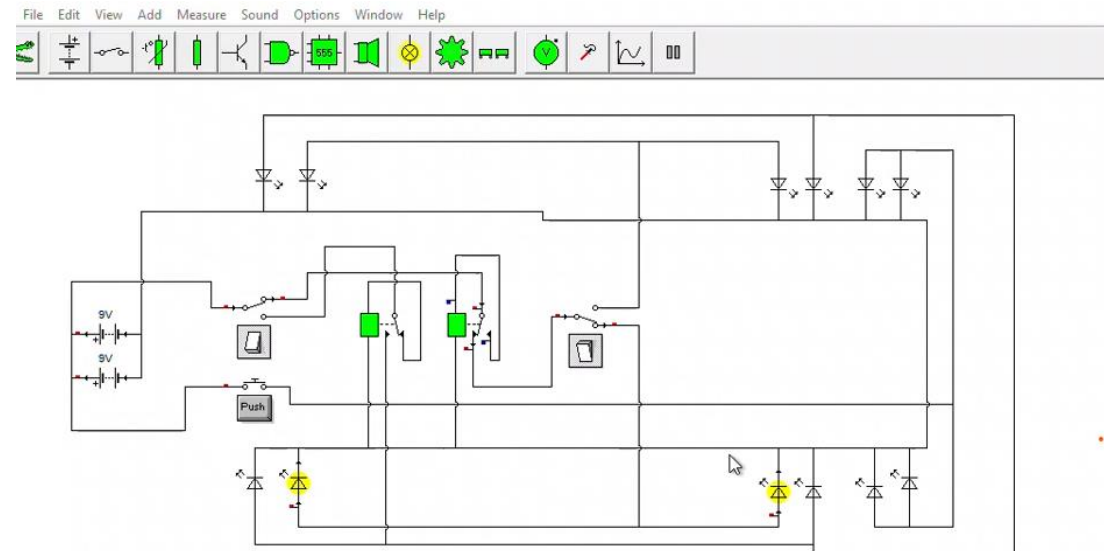 File Edit View Add Measure Sound Options Window Help
-t°
555
V
9V
9V
Push